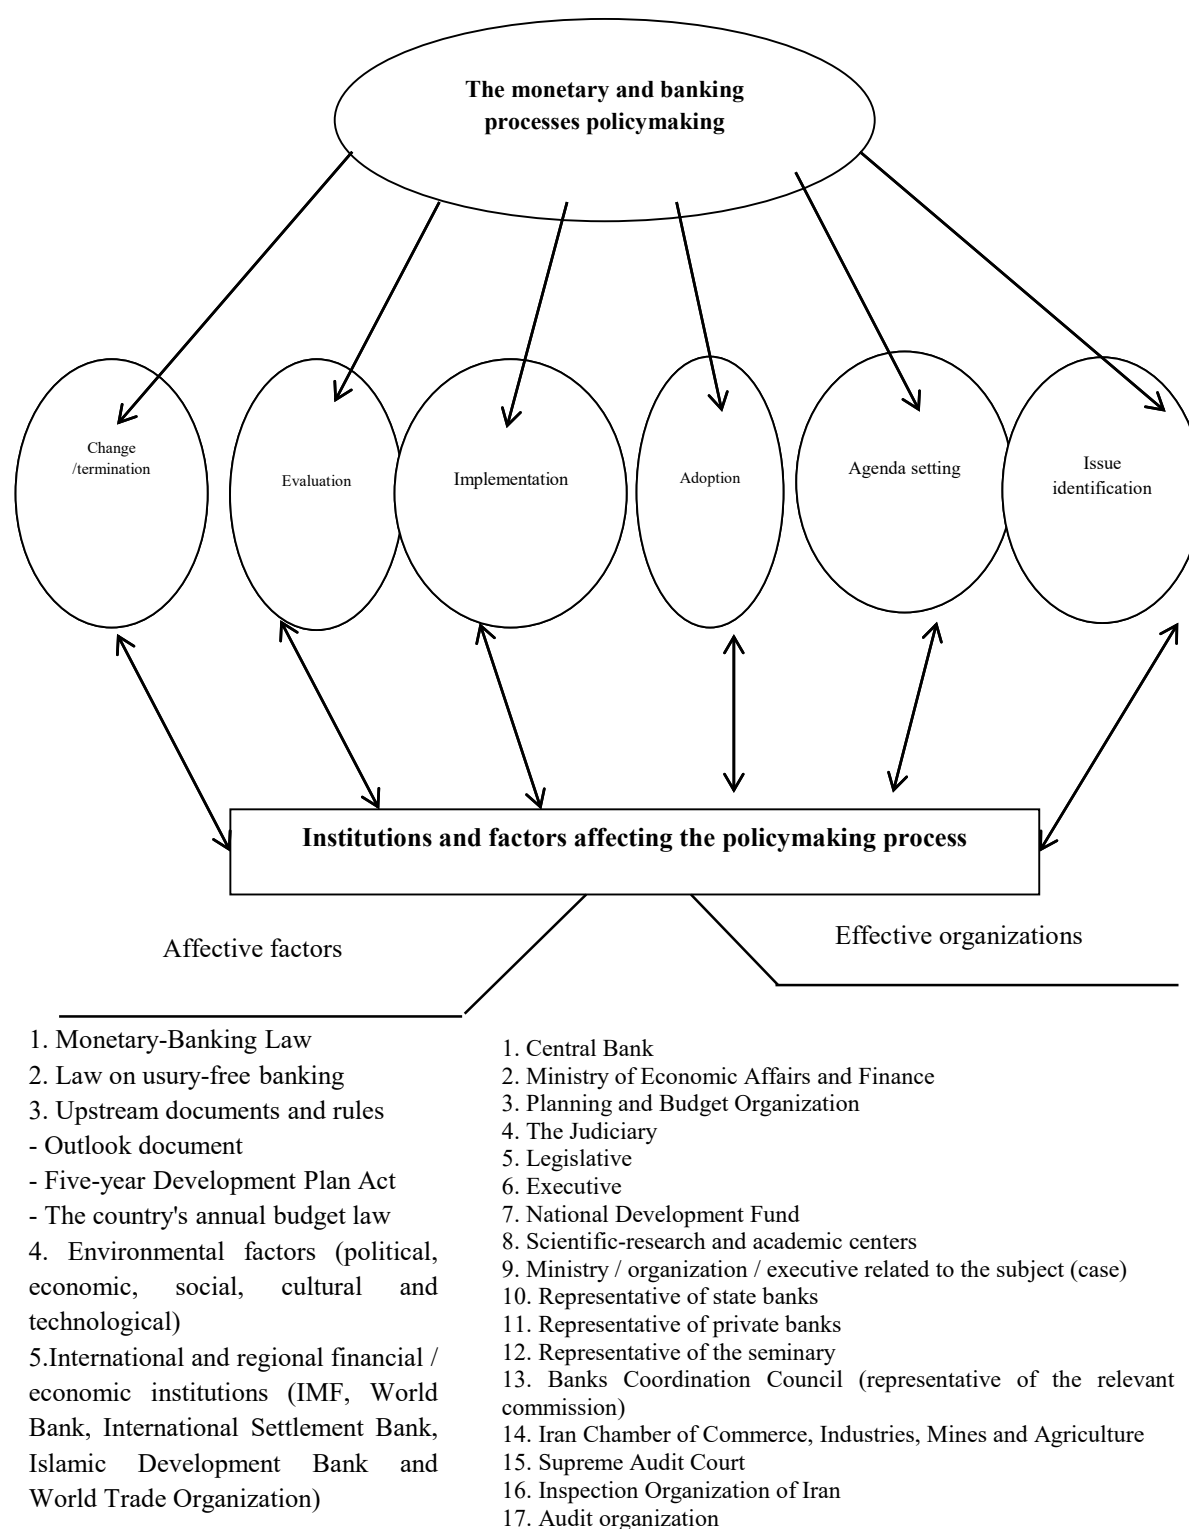 The monetary and banking
processes policymaking
Change
/termination
Evaluation
Implementation
Adoption
Agenda setting
Issue
identification
Institutions and factors affecting the policymaking process
Affective factors
Effective organizations
1. Monetary-Banking Law
2. Law on usury-free banking
3. Upstream documents and rules
- Outlook document
- Five-year Development Plan Act
- The country's annual budget law
4. Environmental factors (political,
economic, social, cultural and
technological)
5.International and regional financial /
economic institutions (IMF, World
Bank, International Settlement Bank,
Islamic Development Bank and
World Trade Organization)
1. Central Bank
2. Ministry of Economic Affairs and Finance
3. Planning and Budget Organization
4. The Judiciary
5. Legislative
6. Executive
7. National Development Fund
8. Scientific-research and academic centers
9. Ministry / organization / executive related to the subject (case)
10. Representative of state banks
11. Representative of private banks
12. Representative of the seminary
13. Banks Coordination Council (representative of the relevant
commission)
14. Iran Chamber of Commerce, Industries, Mines and Agriculture
15. Supreme Audit Court
16. Inspection Organization of Iran
17. Audit organization